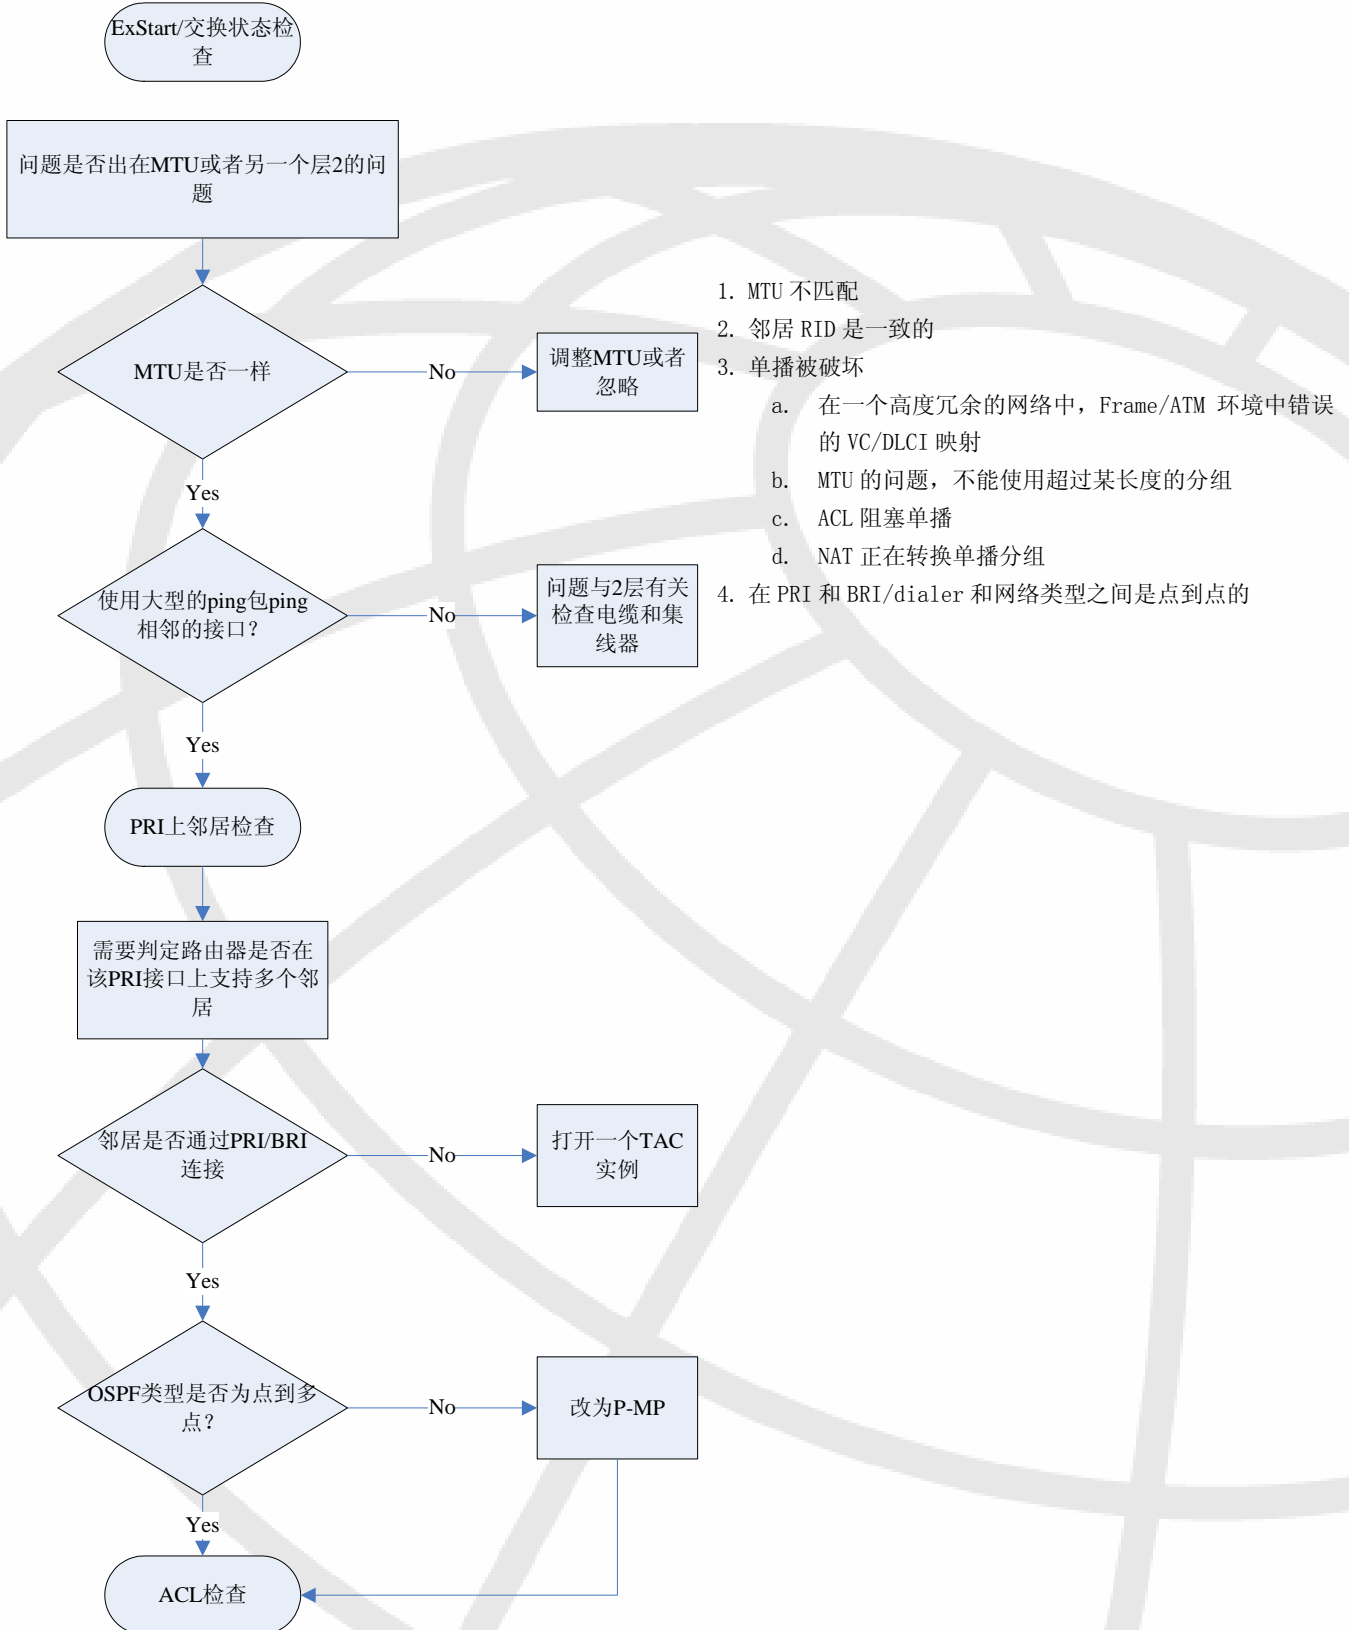 ExStart/交换状态检
查
问题是否出在MTU或者另一个层2的问
题
MTU是否一样
No
调整MTU或者
忽略
Yes
使用大型的ping包ping
相邻的接口?
No
问题与2层有关
检查电缆和集
线器
Yes
PRI上邻居检查
需要判定路由器是否在
该PRI接口上支持多个邻
居
邻居是否通过PRI/BRI
连接
No
打开一个TAC
实例
Yes
OSPF类型是否为点到多
点?
No
改为P-MP
Yes
ACL检查
1. MTU 不匹配
2. 邻居 RID 是一致的
3. 单播被破坏
a. 在一个高度冗余的网络中，Frame/ATM 环境中错误
的 VC/DLCI 映射
b. MTU 的问题，不能使用超过某长度的分组
c. ACL 阻塞单播
d. NAT 正在转换单播分组
4. 在 PRI 和 BRI/dialer 和网络类型之间是点到点的